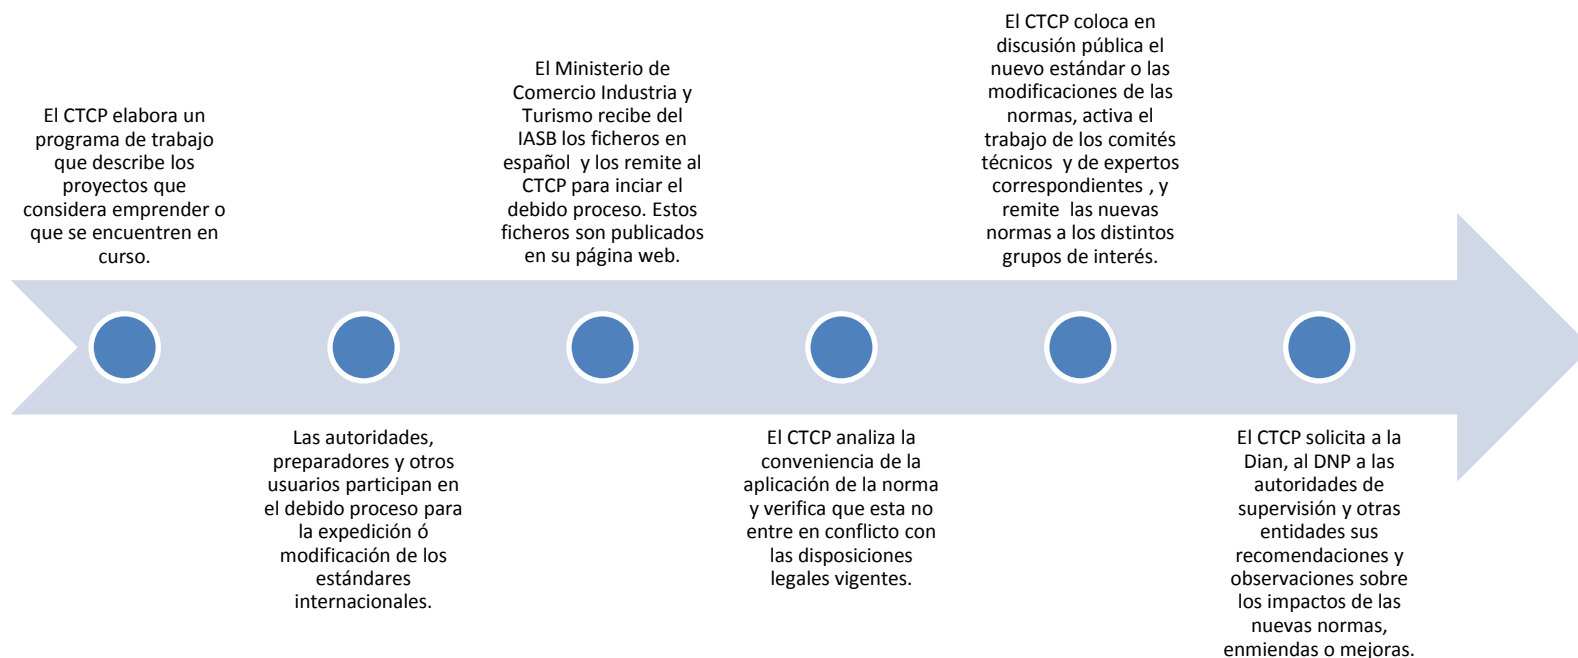 El CTCP elabora un
programa de trabajo
que describe los
proyectos que
considera emprender o
que se encuentren en
curso.
Las autoridades,
preparadores y otros
usuarios participan en
el debido proceso para
la expedición ó
modificación de los
estándares
internacionales.
El Ministerio de
Comercio Industria y
Turismo recibe del
IASB los ficheros en
español y los remite al
CTCP para inciar el
debido proceso. Estos
ficheros son publicados
en su página web.
El CTCP analiza la
conveniencia de la
aplicación de la norma
y verifica que esta no
entre en conflicto con
las disposiciones
legales vigentes.
El CTCP coloca en
discusión pública el
nuevo estándar o las
modificaciones de las
normas, activa el
trabajo de los comités
técnicos y de expertos
correspondientes , y
remite las nuevas
normas a los distintos
grupos de interés.
El CTCP solicita a la
Dian, al DNP a las
autoridades de
supervisión y otras
entidades sus
recomendaciones y
observaciones sobre
los impactos de las
nuevas normas,
enmiendas o mejoras.